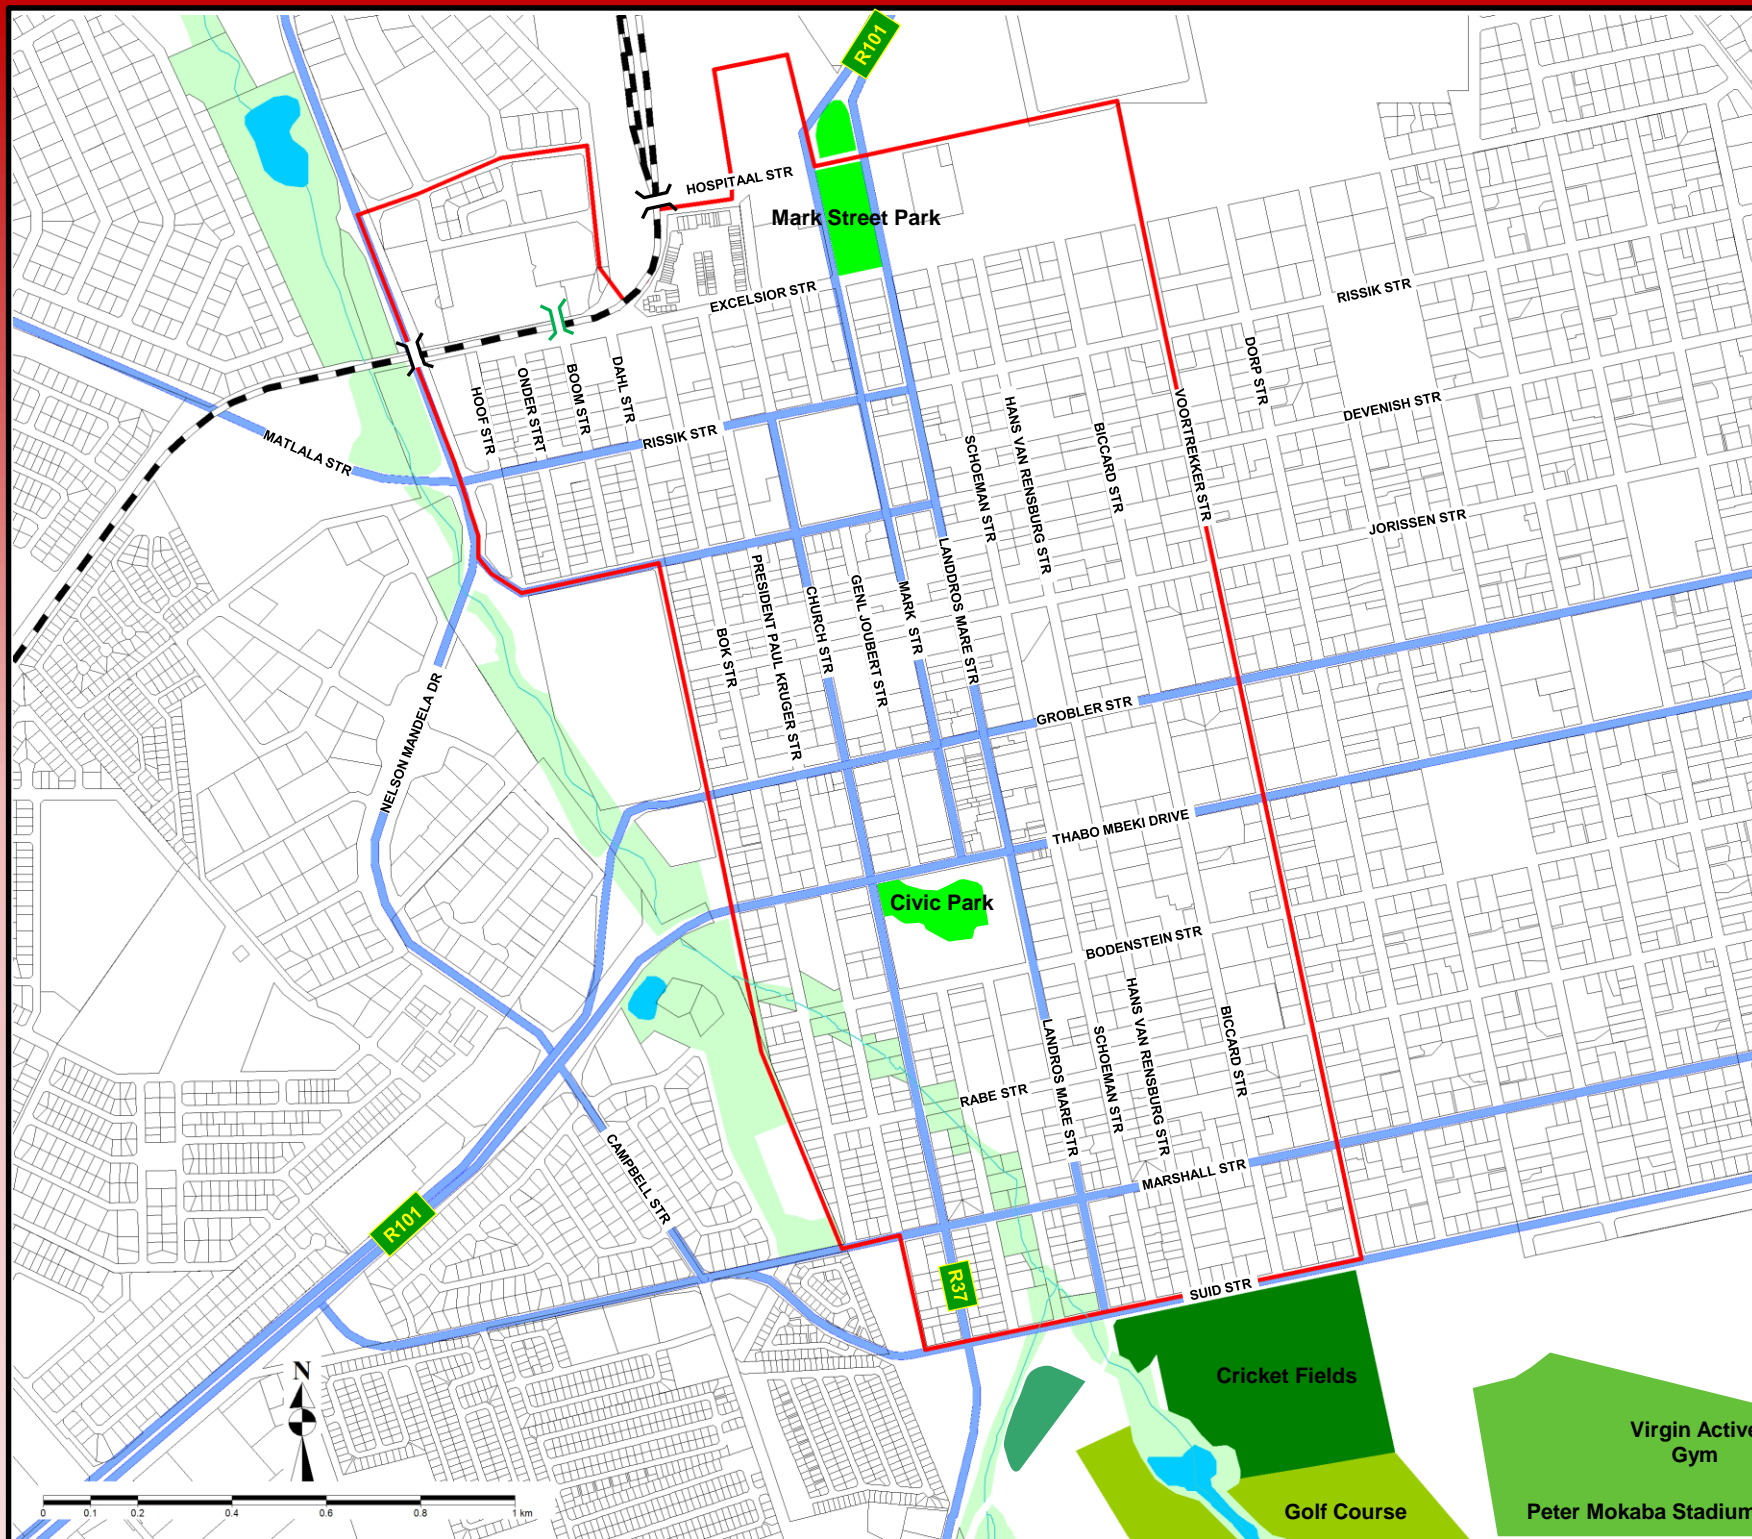 R101
HOSPITAAL STR
Mark Street Park
EXCELSIOR STR
RISSIK STR
DORP STR
DEVENISH STR
HOOF STR
ONDER STRT
BOOM STR
DAHL STR
RISSIK STR
MATLALA STR
SCHOEMAN STR
HANS VAN RENSBURG STR
BICCARD STR
VOORTREKKER STR
JORISSEN STR
BOK STR
PRESIDENT PAUL KRUGER STR
CHURCH STR
GENL JOUBERT STR
MARK STR
LANDDROS MARE STR
NELSON MANDELA DR
GROBLER STR
THABO MBEKI DRIVE
Civic Park
BODENSTEIN STR
LANDROS MARE STR
SCHOEMAN STR
HANS VAN RENSBURG STR
BICCARD STR
RABE STR
CAMPBELL STR
MARSHALL STR
R101
R37
SUID STR
N
Cricket Fields
Virgin Active
Gym
Golf Course
Peter Mokaba Stadium
0 0.1 0.2 0.4 0.6 0.8 1 km